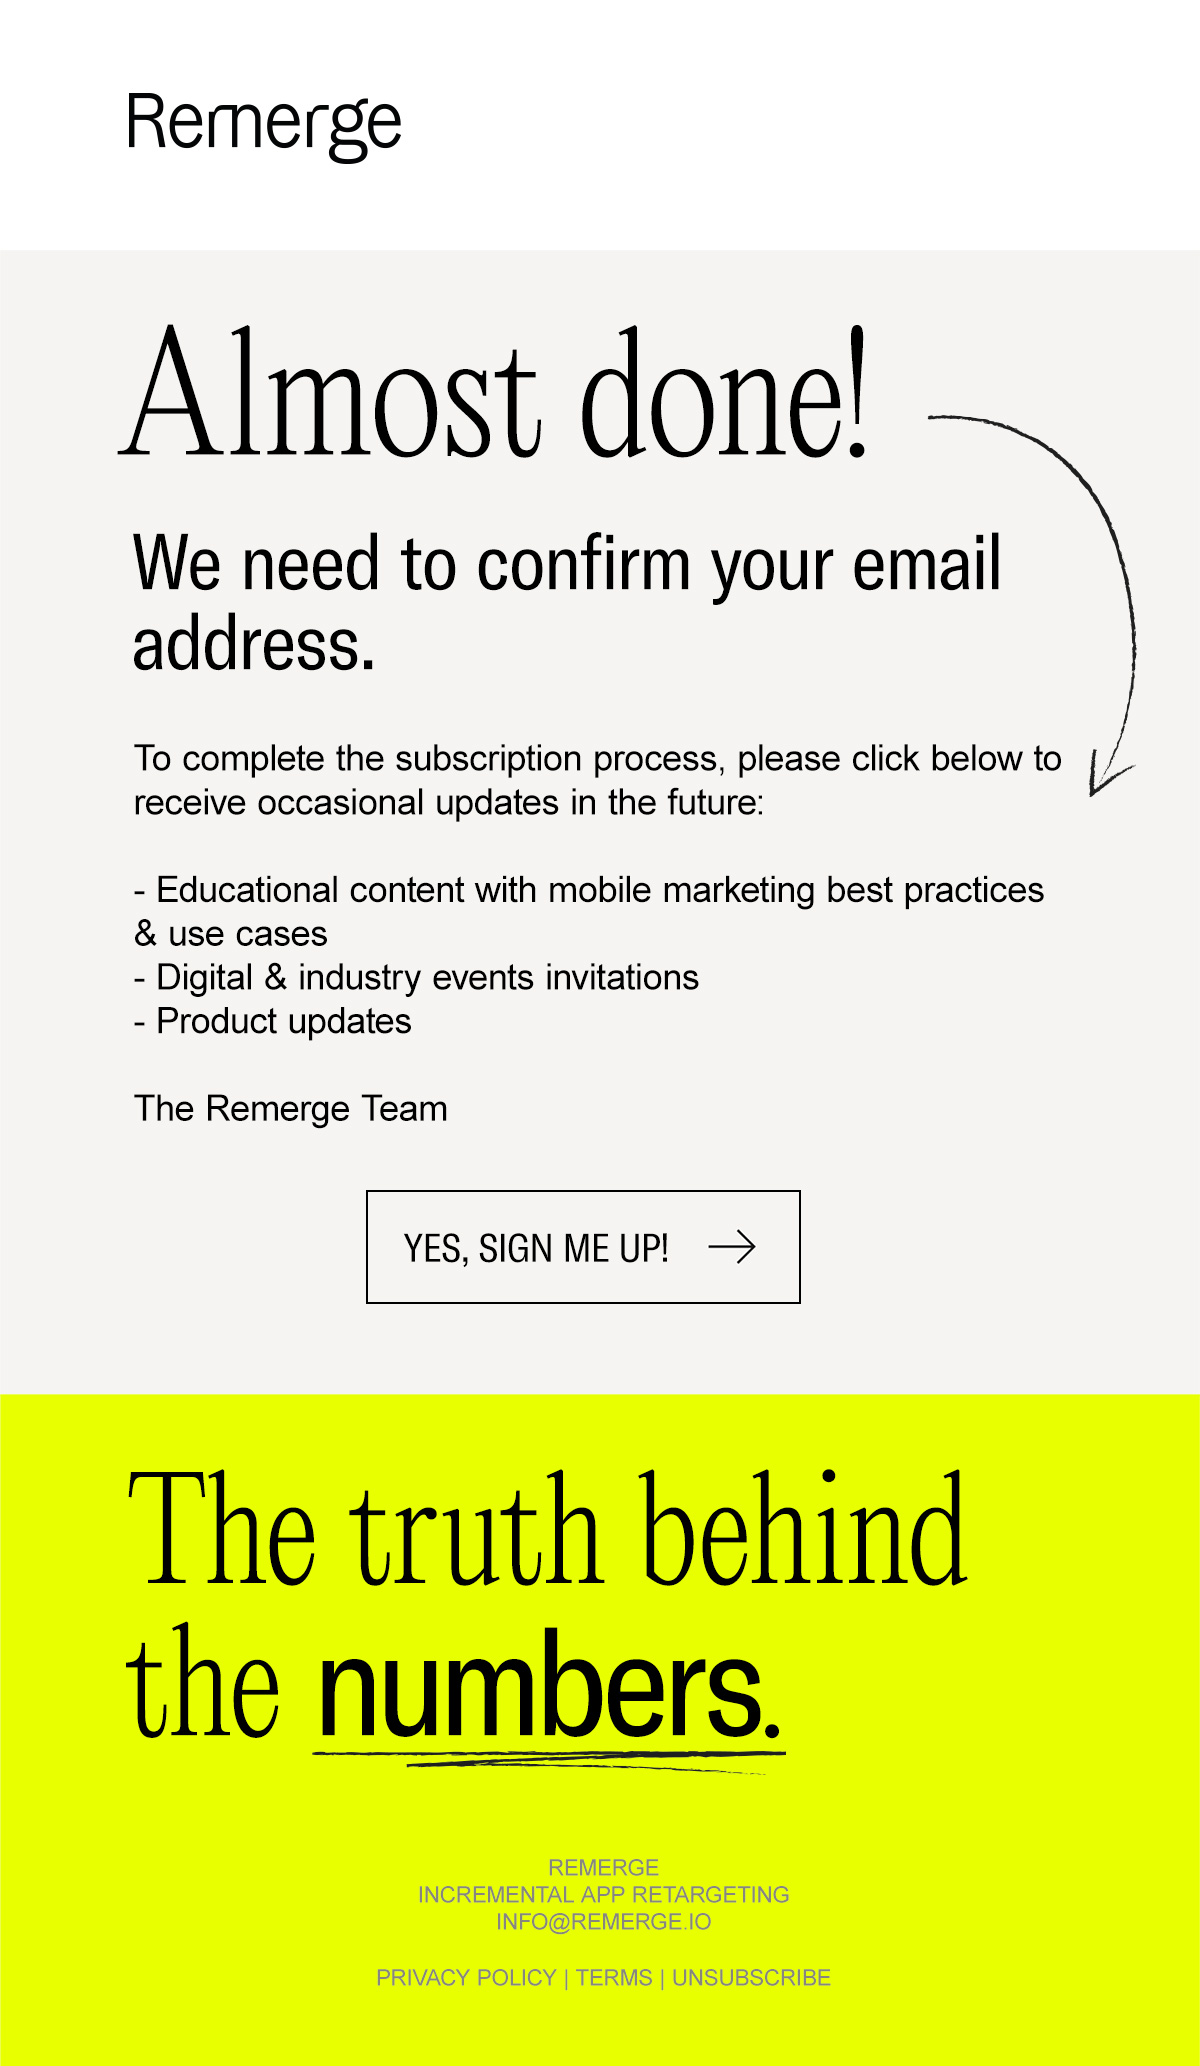 Remerge
Almost done!
We need to confirm your email
address.
To complete the subscription process, please click below to
receive occasional updates in the future:
- Educational content with mobile marketing best practices
& use cases
- Digital & industry events invitations
- Product updates
The Remerge Team
YES, SIGN ME UP!
The truth behind
the numbers.
REMERGE
INCREMENTAL APP RETARGETING
INFO@REMERGE.IO
PRIVACY POLICY | TERMS | UNSUBSCRIBE